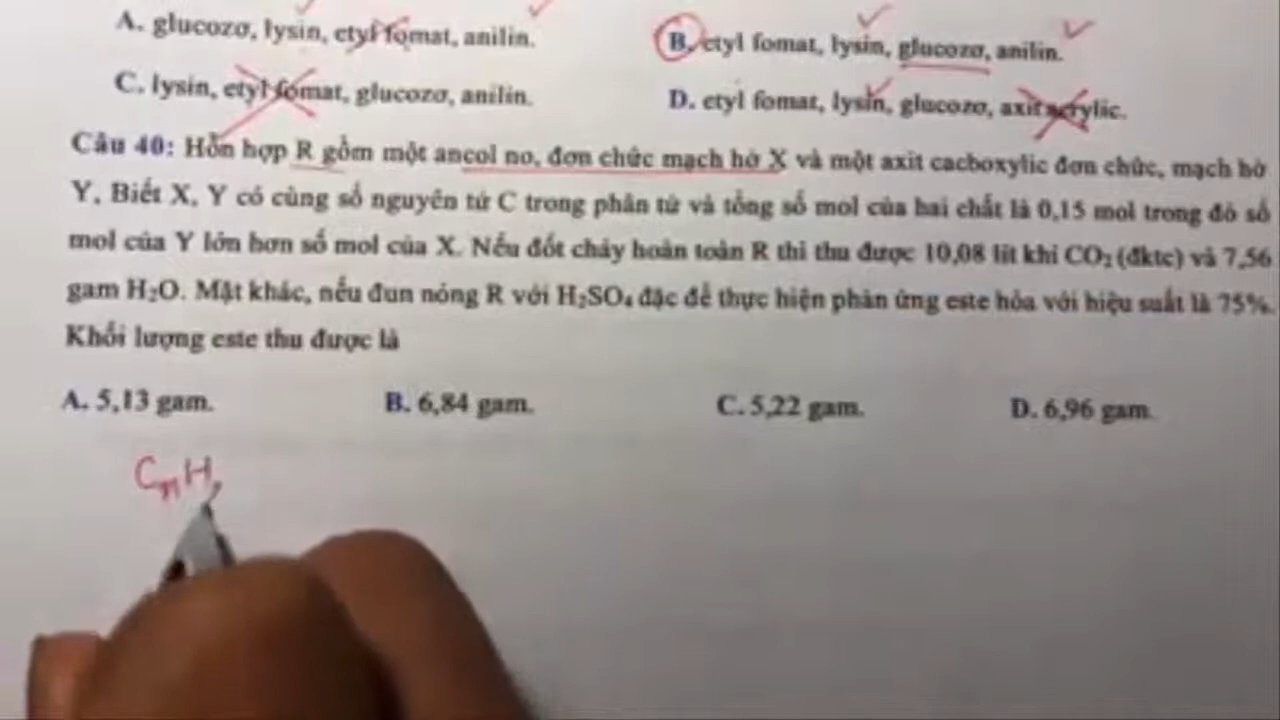 A. glucozơ, lysin, etyl fomat, anilin. B. etyl fomat, lysin, glucozơ, anilin.
C. lysin, etyl fomat, glucozơ, anilin. D. etyl fomat, lysin, glucozơ, axit acrylic.
Câu 40: Hỗn hợp R gồm một ancol no, đơn chức mạch hở X và một axit cacboxylic đơn chức, mạch hở
Y. Biết X, Y có cùng số nguyên tử C trong phân tử và tổng số mol của hai chất là 0,15 mol trong đó số
mol của Y lớn hơn số mol của X. Nếu đốt cháy hoàn toàn R thì thu được 10,08 lít khí CO₂ (đktc) và 7,56
gam H₂O. Mặt khác, nếu đun nóng R với H₂SO₄ đặc để thực hiện phản ứng este hóa với hiệu suất là 75%.
Khối lượng este thu được là
A. 5,13 gam. B. 6,84 gam. C. 5,22 gam. D. 6,96 gam.
CnH